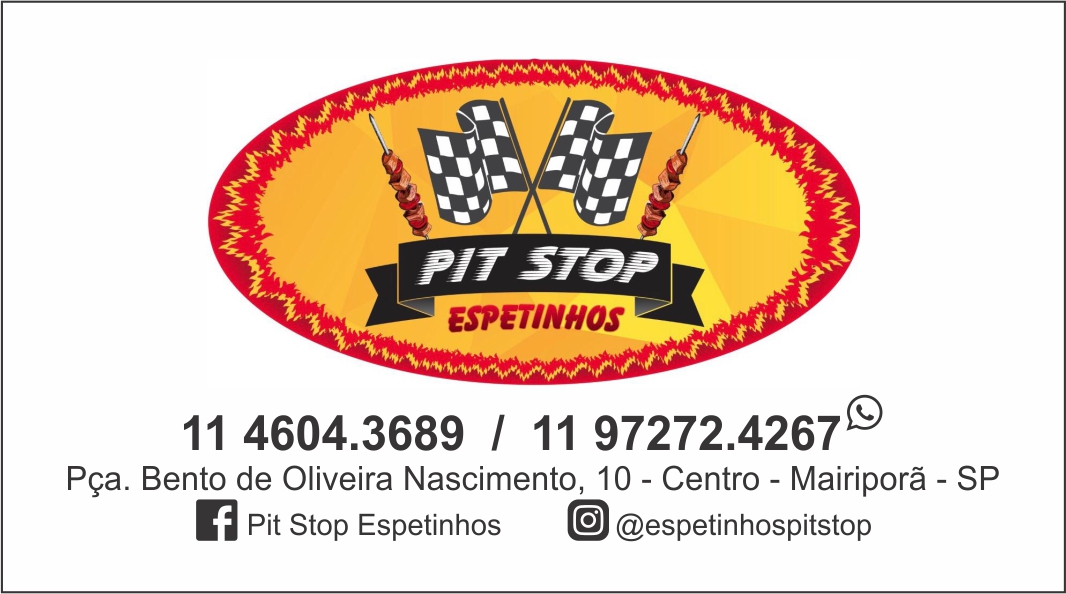 PIT STOP
ESPETINHOS
11 4604.3689 / 11 97272.4267
Pça. Bento de Oliveira Nascimento, 10 - Centro - Mairiporã - SP
Pit Stop Espetinhos @espetinhospitstop